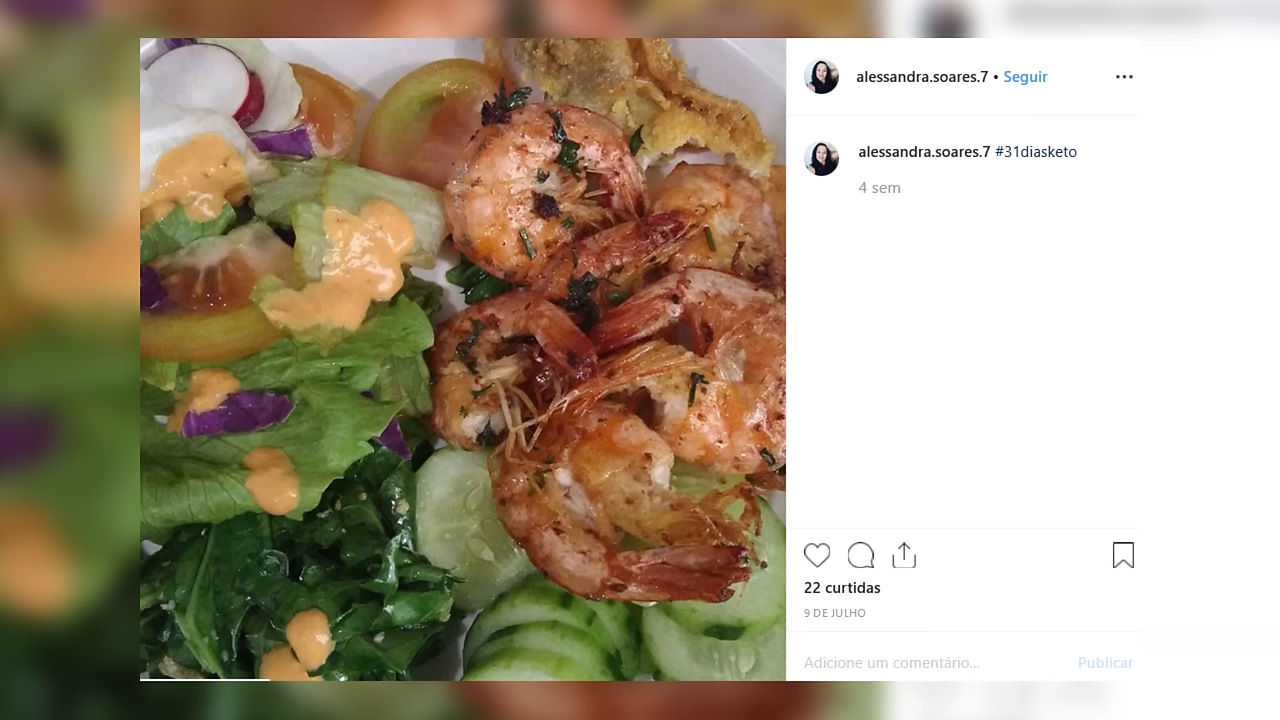 alessandra.soares.7 • Seguir
alessandra.soares.7 #31diasketo
4 sem
22 curtidas
9 DE JULHO
Adicione um comentário... Publicar